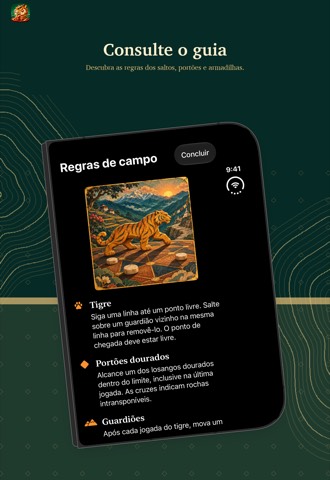 Consulte o guia
Descubra as regras dos saltos, portões e armadilhas.
Regras de campo
Concluir
9:41
Tigre
Siga uma linha até um ponto livre. Salte
sobre um guardião vizinho na mesma
linha para removê-lo. O ponto de
chegada deve estar livre.
Portões dourados
Alcance um dos losangos dourados
dentro do limite, inclusive na última
jogada. As cruzes indicam rochas
intransponíveis.
Guardiões
Após cada jogada do tigre, mova um